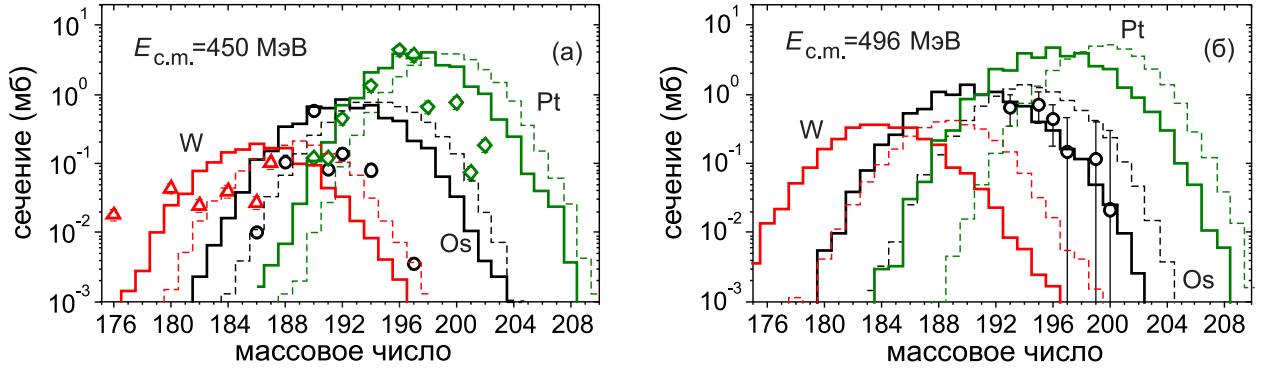 E с.m.=450 МэВ
(а)
W
Os
Pt
сечение (мб)
10¹
10⁰
10⁻¹
10⁻²
10⁻³
176 180 184 188 192 196 200 204 208
массовое число
E с.m.=496 МэВ
(б)
W
Pt
Os
сечение (мб)
10¹
10⁰
10⁻¹
10⁻²
10⁻³
176 180 184 188 192 196 200 204 208
массовое число